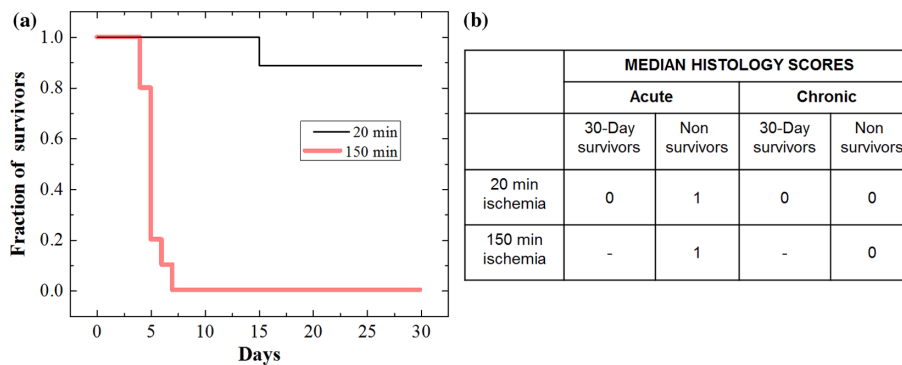 (a)
Fraction of survivors
1.0
0.8
0.6
0.4
0.2
0.0
20 min
150 min
0 5 10 15 20 25 30
Days
(b)
MEDIAN HISTOLOGY SCORES
Acute Chronic
30-Day survivors Non survivors 30-Day survivors Non survivors
20 min ischemia 0 1 0 0
150 min ischemia - 1 - 0